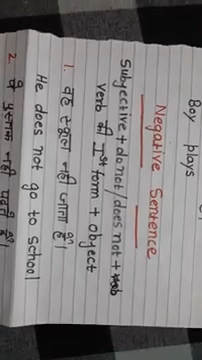 Boy plays
Negative Sentence
Subjective + do not / does not +
verb की Ist form + object
1. वह स्कूल नही जाता है।
He does not go to school
2. वे पुस्तक नही पढ़ते हैं।